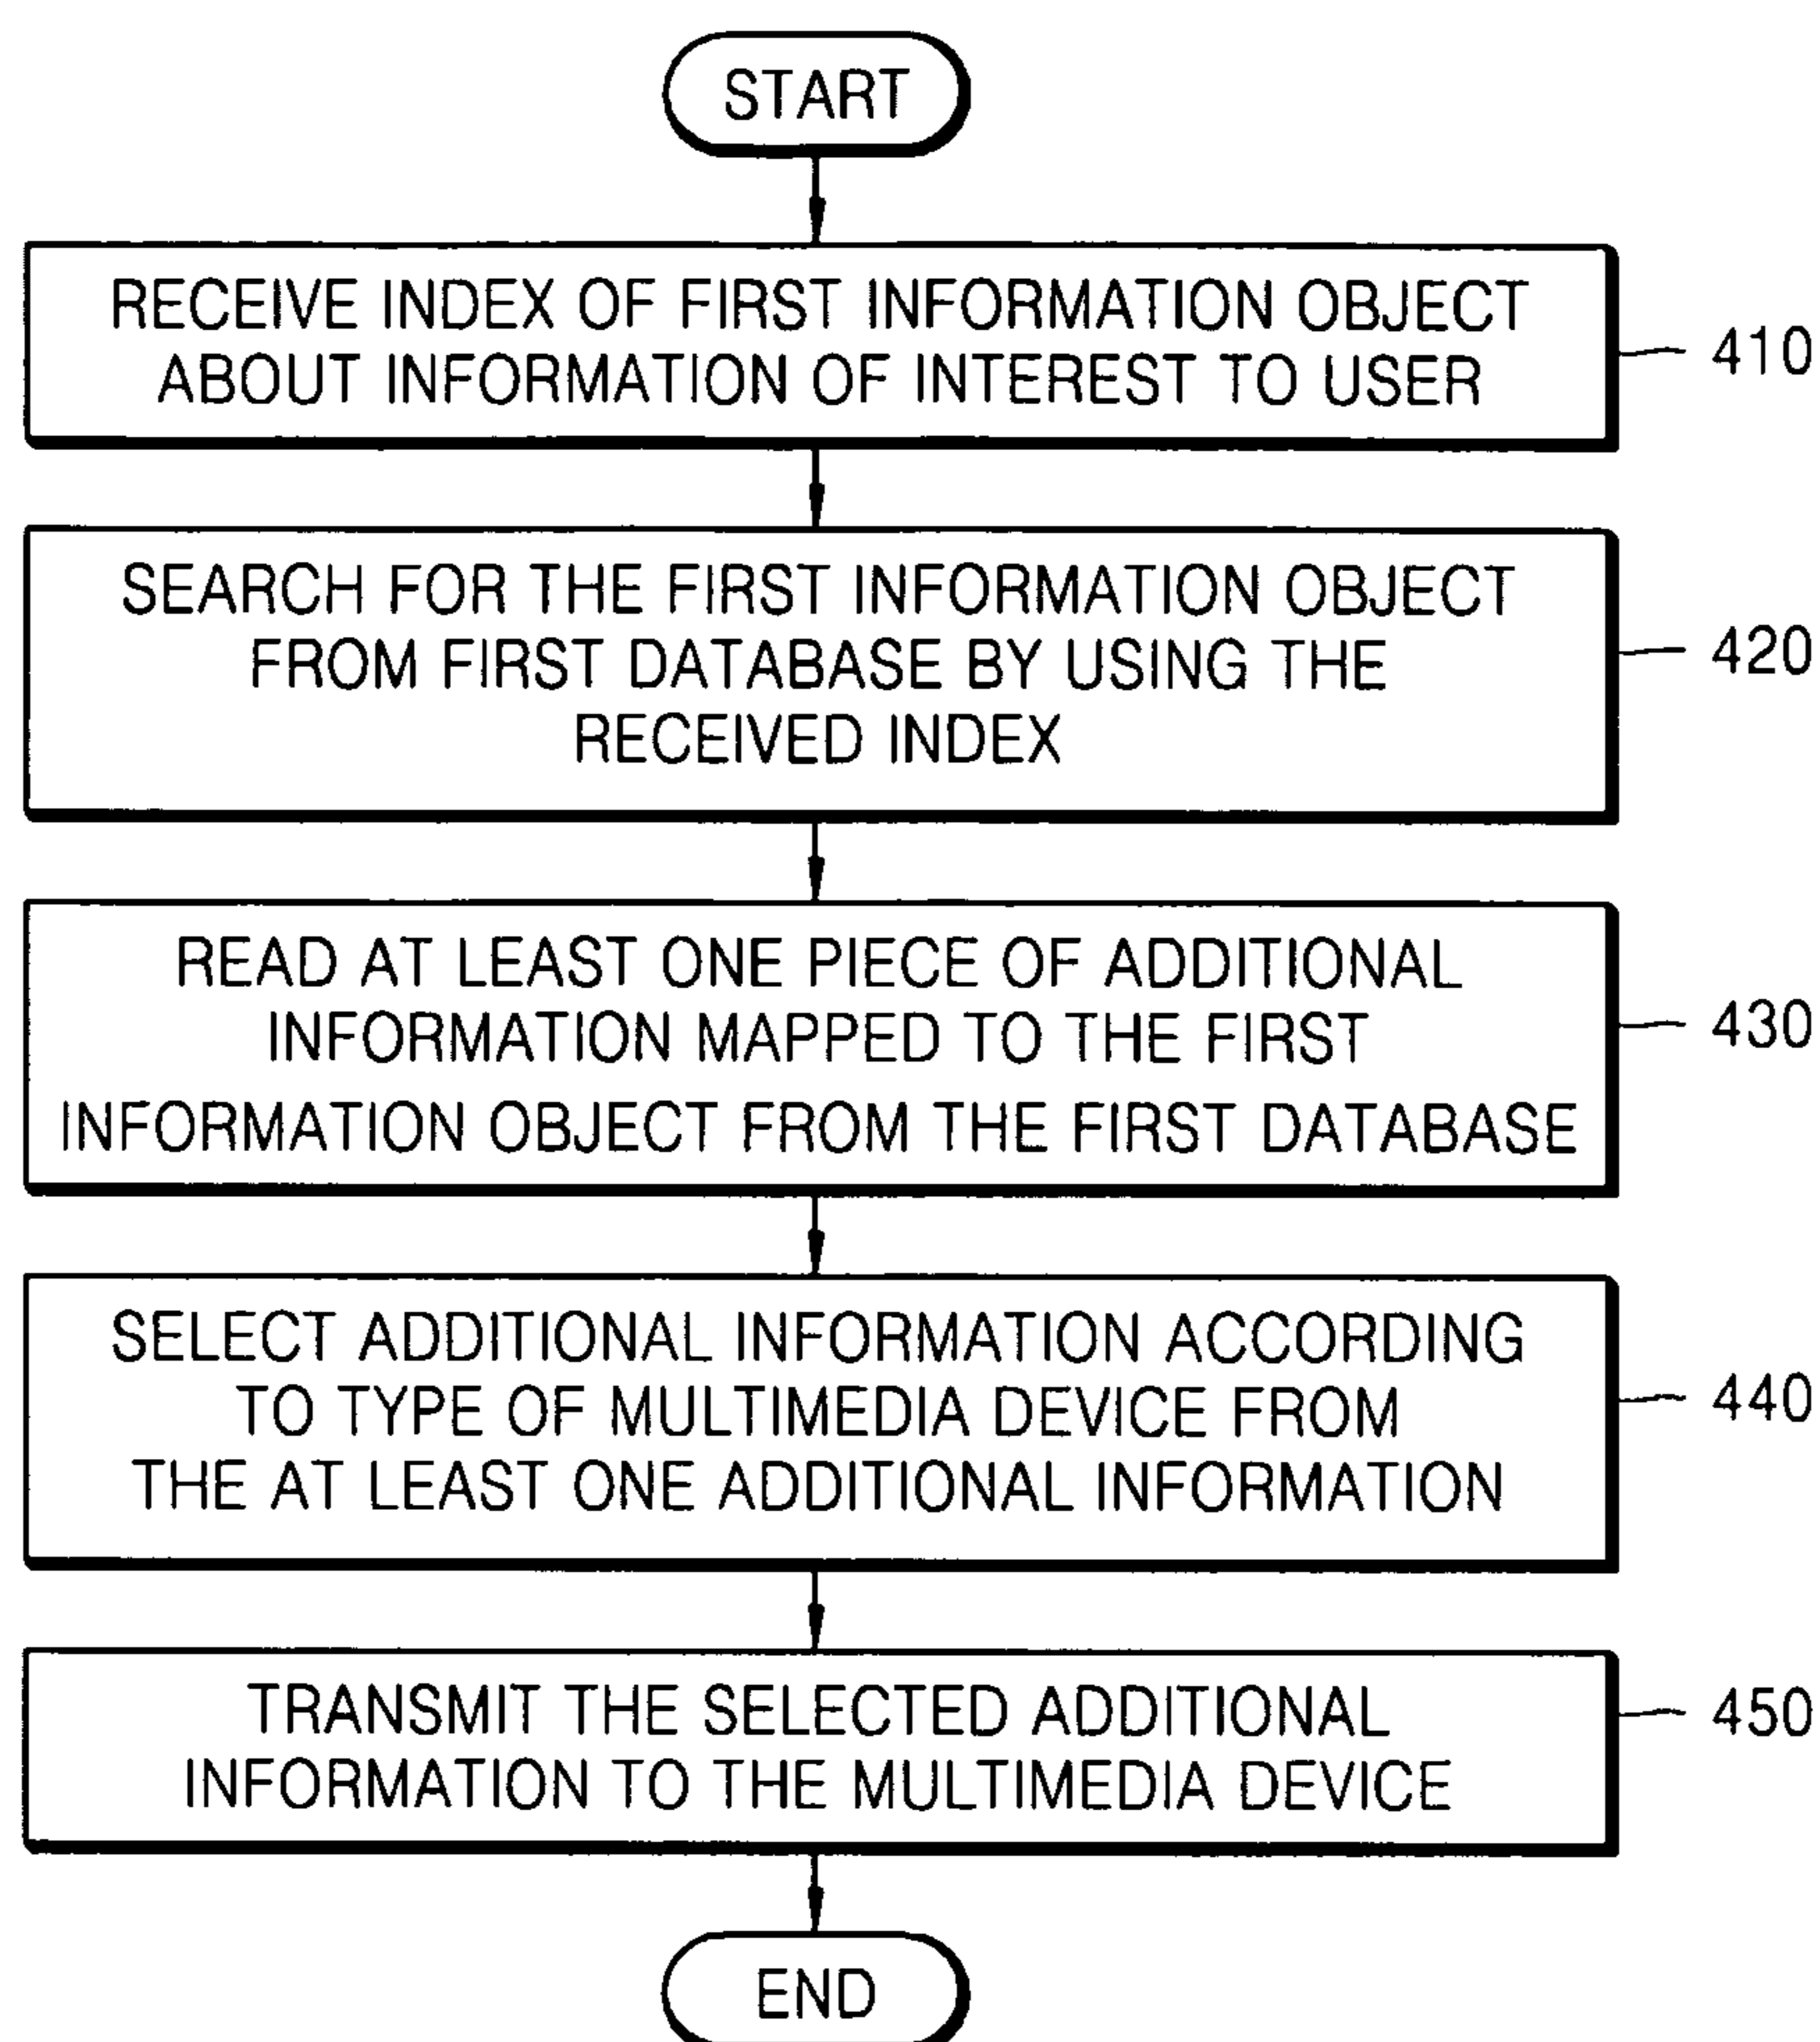 START
RECEIVE INDEX OF FIRST INFORMATION OBJECT
ABOUT INFORMATION OF INTEREST TO USER
410
SEARCH FOR THE FIRST INFORMATION OBJECT
FROM FIRST DATABASE BY USING THE
RECEIVED INDEX
420
READ AT LEAST ONE PIECE OF ADDITIONAL
INFORMATION MAPPED TO THE FIRST
INFORMATION OBJECT FROM THE FIRST DATABASE
430
SELECT ADDITIONAL INFORMATION ACCORDING
TO TYPE OF MULTIMEDIA DEVICE FROM
THE AT LEAST ONE ADDITIONAL INFORMATION
440
TRANSMIT THE SELECTED ADDITIONAL
INFORMATION TO THE MULTIMEDIA DEVICE
450
END